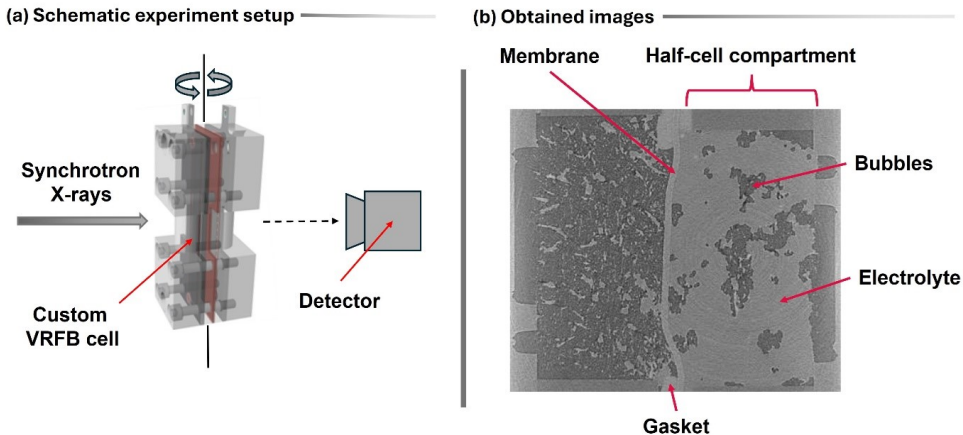 (a) Schematic experiment setup
Synchrotron
X-rays
Custom
VRFB cell
Detector
(b) Obtained images
Membrane
Half-cell compartment
Bubbles
Electrolyte
Gasket